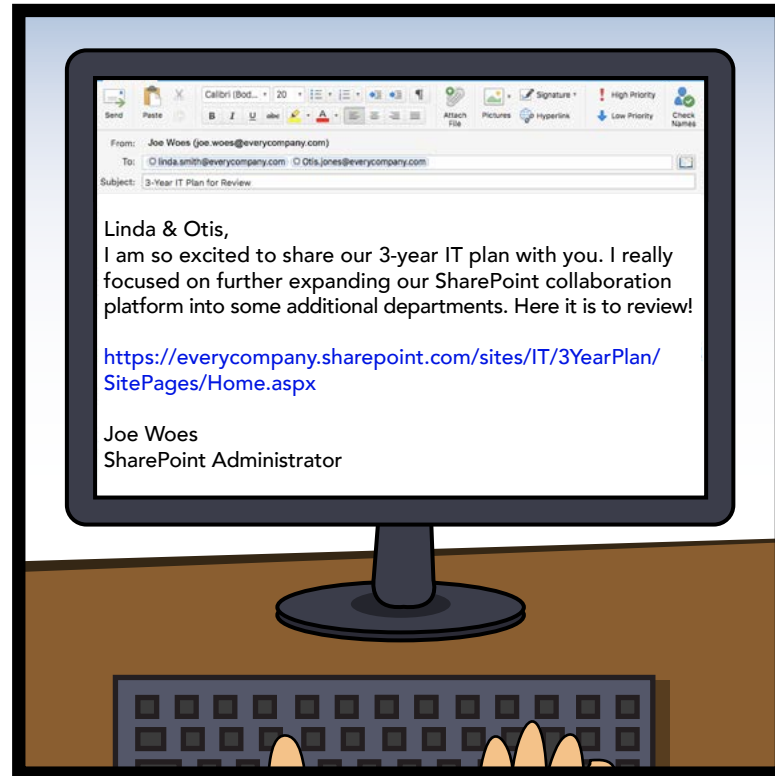 Calibri (Bod... 20
Signature High Priority
Send Paste B I U abc A Attach File Pictures Hyperlink Low Priority Check Names
From: Joe Woes (joe.woes@everycompany.com)
To: linda.smith@everycompany.com Otis.jones@everycompany.com
Subject: 3-Year IT Plan for Review
Linda & Otis,
I am so excited to share our 3-year IT plan with you. I really
focused on further expanding our SharePoint collaboration
platform into some additional departments. Here it is to review!
https://everycompany.sharepoint.com/sites/IT/3YearPlan/
SitePages/Home.aspx
Joe Woes
SharePoint Administrator